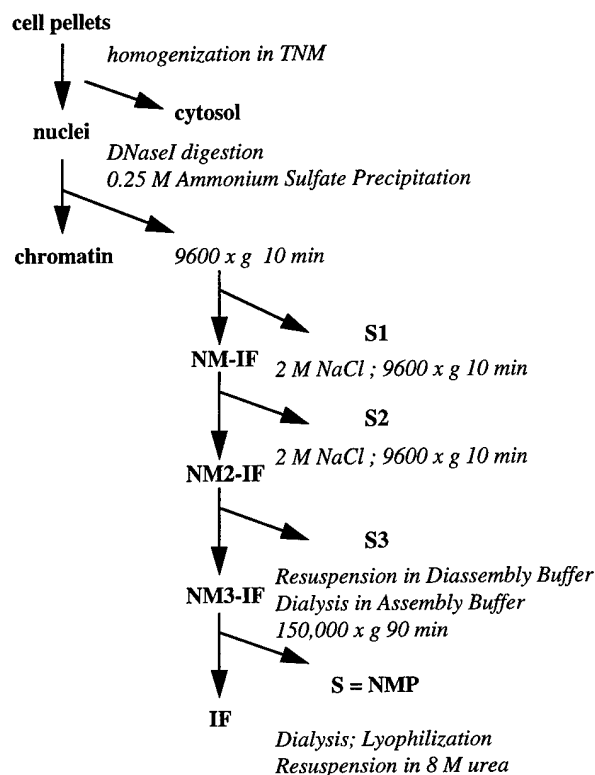 cell pellets
homogenization in TNM
cytosol
nuclei
DNaseI digestion
0.25 M Ammonium Sulfate Precipitation
chromatin
9600 x g 10 min
S1
NM-IF
2 M NaCl ; 9600 x g 10 min
S2
2 M NaCl ; 9600 x g 10 min
NM2-IF
S3
Resuspension in Diassembly Buffer
NM3-IF
Dialysis in Assembly Buffer
150,000 x g 90 min
S = NMP
IF
Dialysis; Lyophilization
Resuspension in 8 M urea